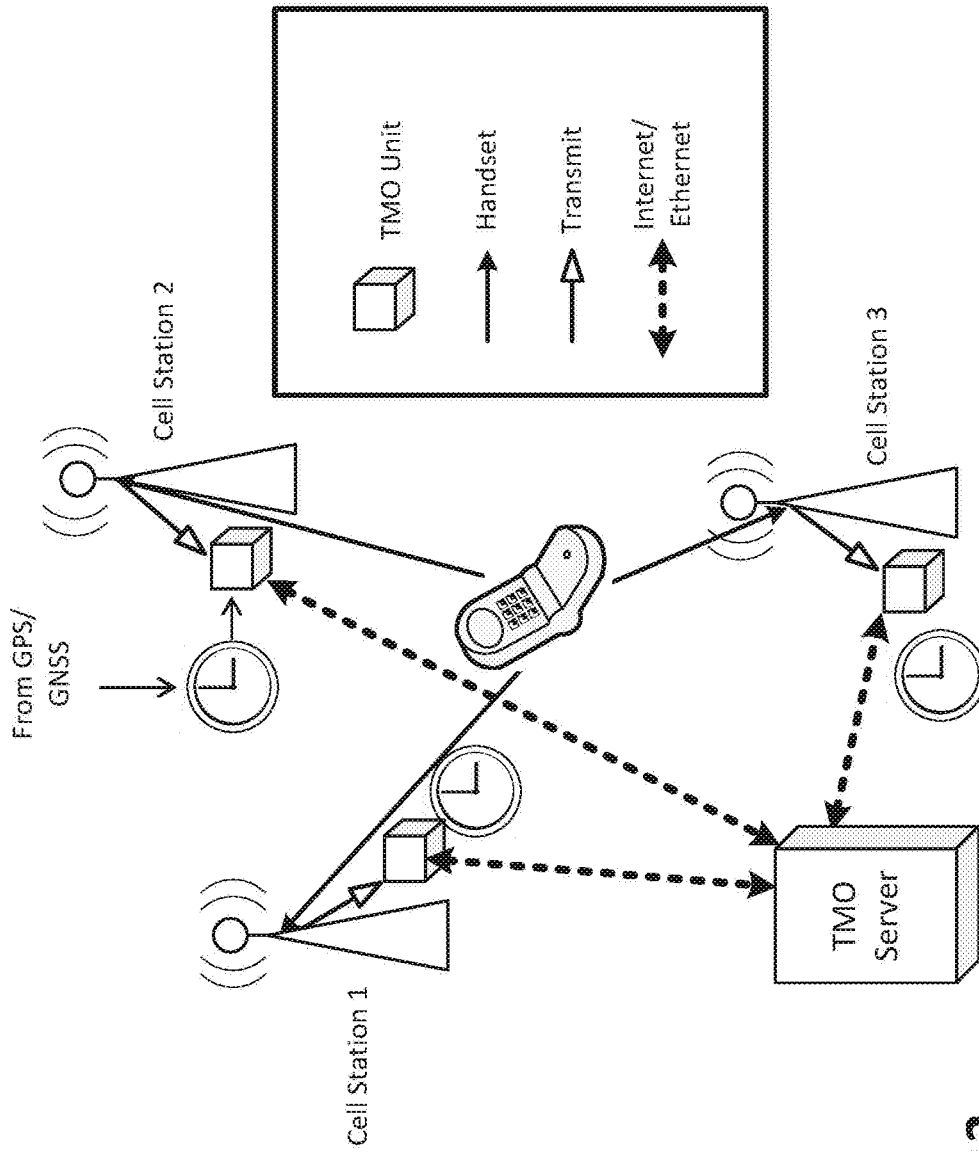 From GPS/
GNSS
Cell Station 2
Cell Station 1
Cell Station 3
TMO
Server
TMO Unit
Handset
Transmit
Internet/
Ethernet